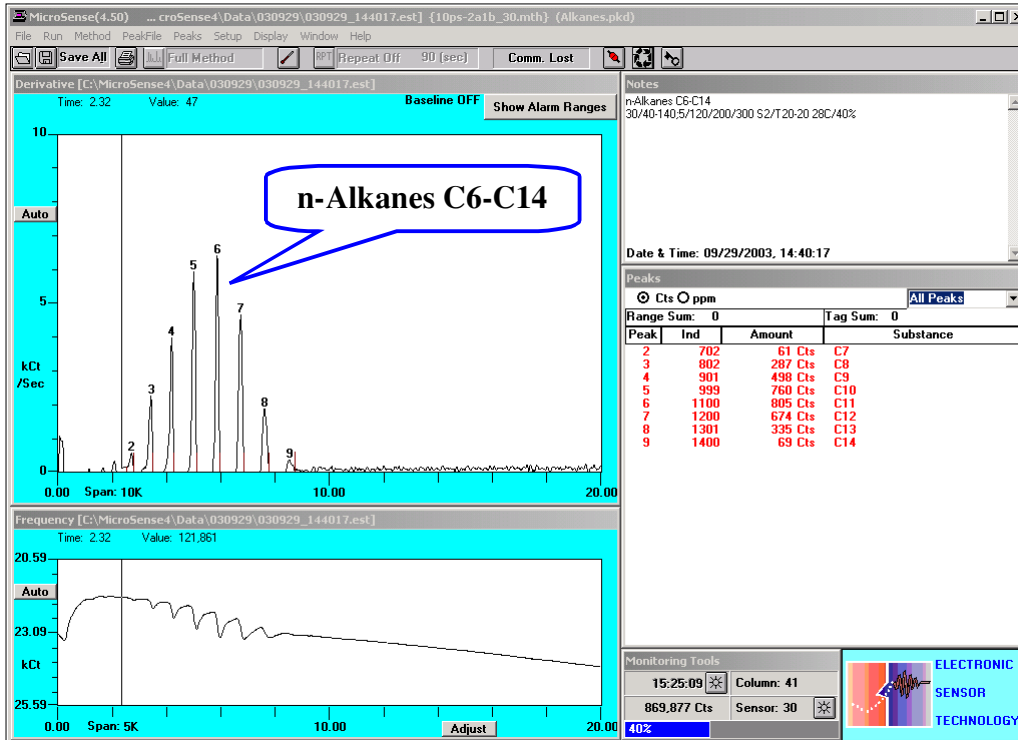 MicroSense(4.50) ... croSense4\Data\030929\030929_144017.est] {10ps-2a1b_30.mth} (Alkanes.pkd)
File Run Method PeakFile Peaks Setup Display Window Help
Save All Full Method RPT Repeat Off 90 (sec) Comm. Lost
Derivative [C:\MicroSense4\Data\030929\030929_144017.est]
Time: 2.32 Value: 47 Baseline OFF Show Alarm Ranges
10
n-Alkanes C6-C14
Auto
6
5
5
7
4
kCt
/Sec
3
8
2
9
0
0.00 Span: 10K 10.00 20.00
Frequency [C:\MicroSense4\Data\030929\030929_144017.est]
Time: 2.32 Value: 121,861
20.59
Auto
23.09
kCt
25.59
0.00 Span: 5K 10.00 Adjust 20.00
Notes
n-Alkanes C6-C14
30/40-140;5/120/200/300 S2/T20-20 28C/40%
Date & Time: 09/29/2003, 14:40:17
Peaks
Cts ppm All Peaks
Range Sum: 0 Tag Sum: 0
Peak Ind Amount Substance
2 702 61 Cts C7
3 802 287 Cts C8
4 901 498 Cts C9
5 999 760 Cts C10
6 1100 805 Cts C11
7 1200 674 Cts C12
8 1301 335 Cts C13
9 1400 69 Cts C14
Monitoring Tools
15:25:09 Column: 41
869,877 Cts Sensor: 30
40%
ELECTRONIC
SENSOR
TECHNOLOGY